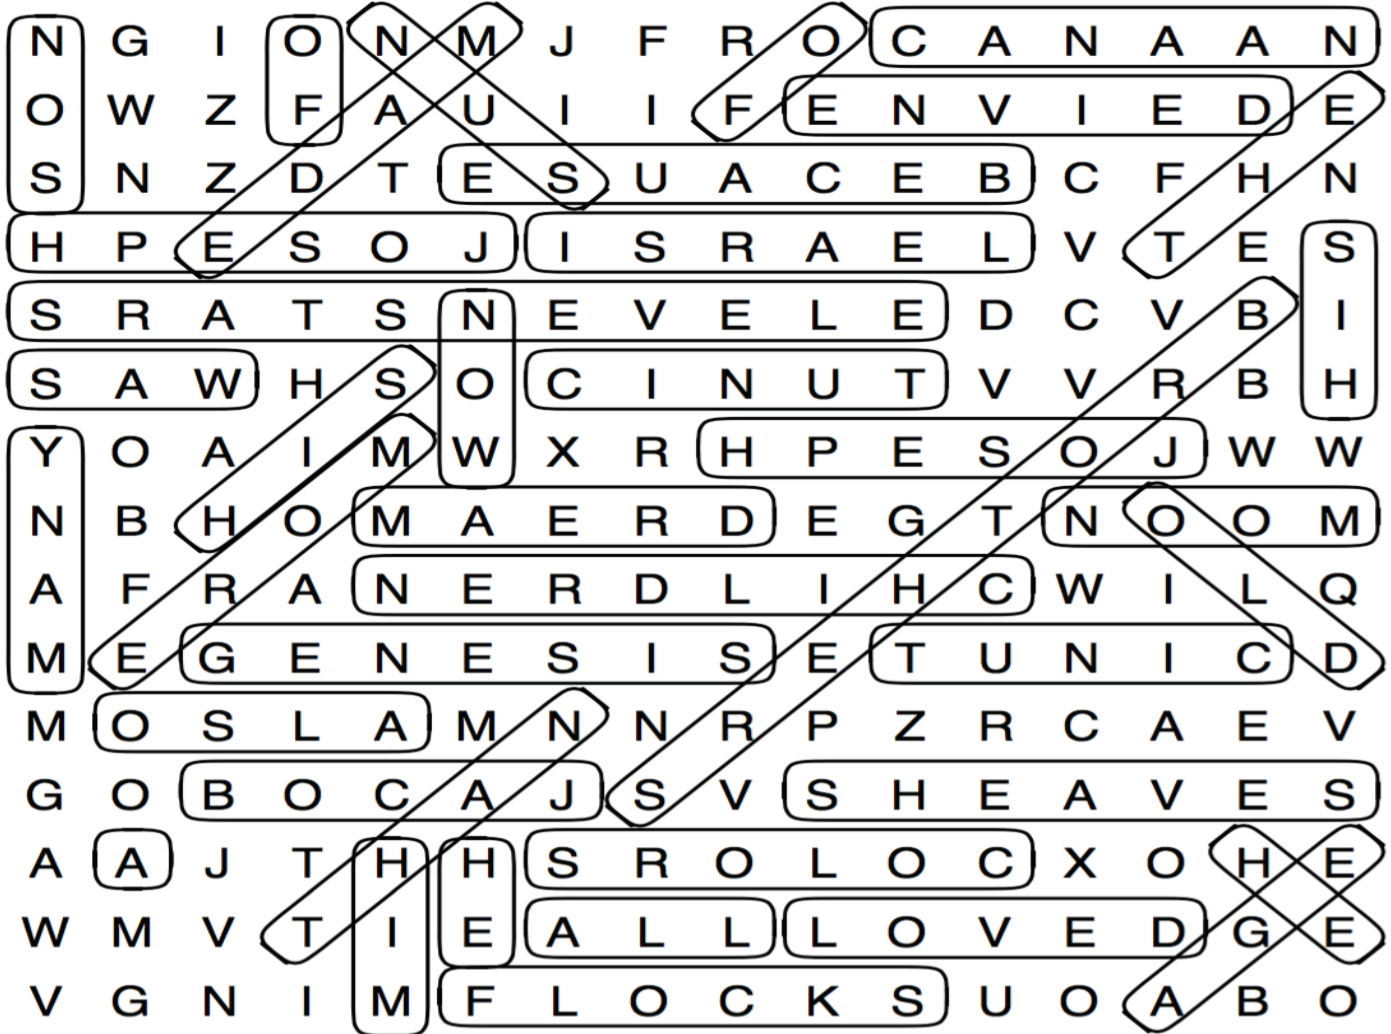 N G I O N M J F R O C A N A A N
O W Z F A U I I F E N V I E D E
S N Z D T E S U A C E B C F H N
H P E S O J I S R A E L V T E S
S R A T S N E V E L E D C V B I
S A W H S O C I N U T V V R B H
Y O A I M W X R H P E S O J W W
N B H O M A E R D E G T N O O M
A F R A N E R D L I H C W I L Q
M E G E N E S I S E T U N I C D
M O S L A M N N R P Z R C A E V
G O B O C A J S V S H E A V E S
A A J T H H S R O L O C X O H E
W M V T I E A L L L O V E D G E
V G N I M F L O C K S U O A B O